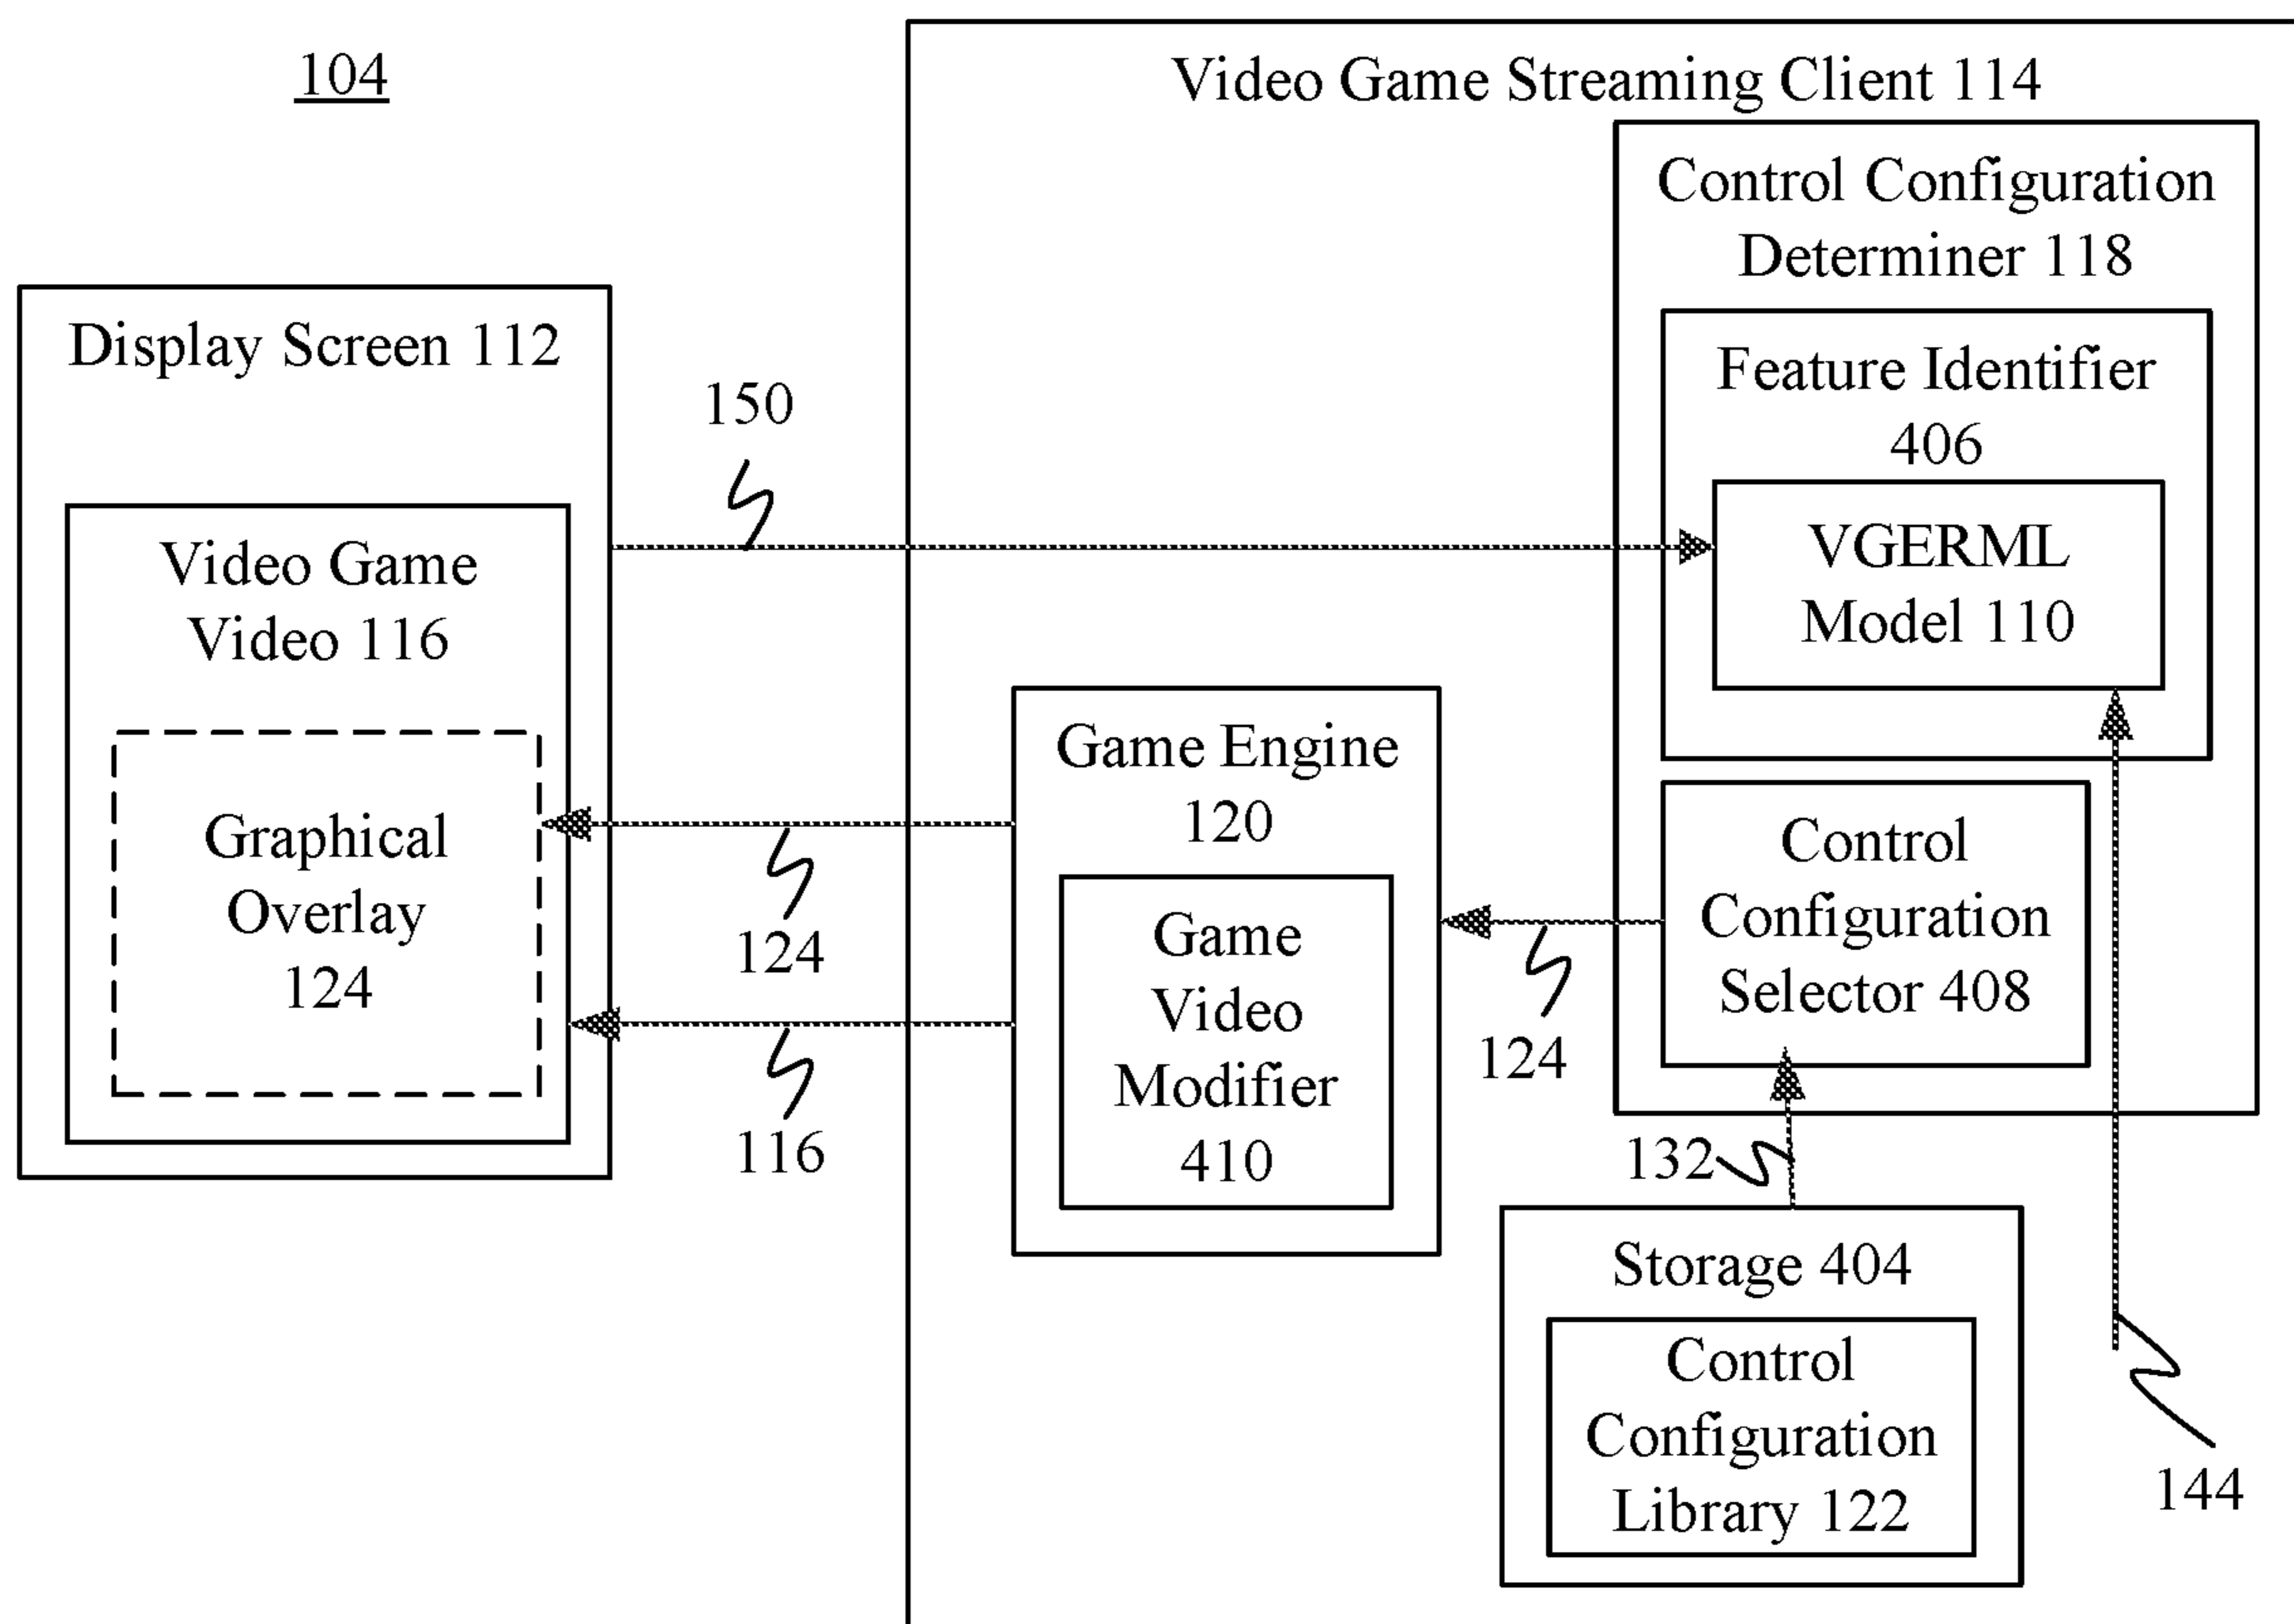 104
Video Game Streaming Client 114
Control Configuration
Determiner 118
Feature Identifier
406
VGERML
Model 110
Display Screen 112
150
Video Game
Video 116
Graphical
Overlay
124
Game Engine
120
Game
Video
Modifier
410
124
116
Control
Configuration
Selector 408
124
132
Storage 404
Control
Configuration
Library 122
144